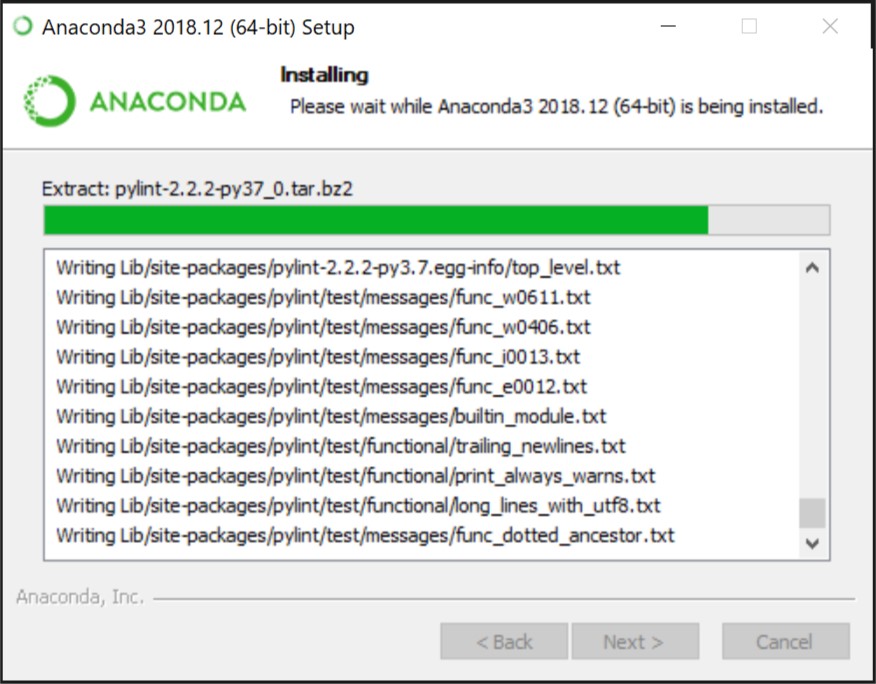 Anaconda3 2018.12 (64-bit) Setup
ANACONDA
Installing
Please wait while Anaconda3 2018.12 (64-bit) is being installed.
Extract: pylint-2.2.2-py37_0.tar.bz2
Writing Lib/site-packages/pylint-2.2.2-py3.7.egg-info/top_level.txt
Writing Lib/site-packages/pylint/test/messages/func_w0611.txt
Writing Lib/site-packages/pylint/test/messages/func_w0406.txt
Writing Lib/site-packages/pylint/test/messages/func_i0013.txt
Writing Lib/site-packages/pylint/test/messages/func_e0012.txt
Writing Lib/site-packages/pylint/test/messages/builtin_module.txt
Writing Lib/site-packages/pylint/test/functional/trailing_newlines.txt
Writing Lib/site-packages/pylint/test/functional/print_always_warns.txt
Writing Lib/site-packages/pylint/test/functional/long_lines_with_utf8.txt
Writing Lib/site-packages/pylint/test/messages/func_dotted_ancestor.txt
Anaconda, Inc.
< Back Next > Cancel